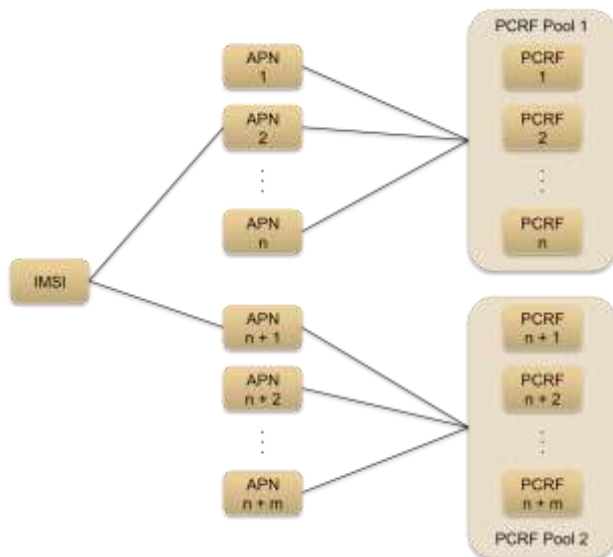 PCRF Pool 1
APN
1
PCRF
1
APN
2
PCRF
2
APN
n
PCRF
n
IMSI
APN
n + 1
PCRF
n + 1
APN
n + 2
PCRF
n + 2
APN
n + m
PCRF
n + m
PCRF Pool 2